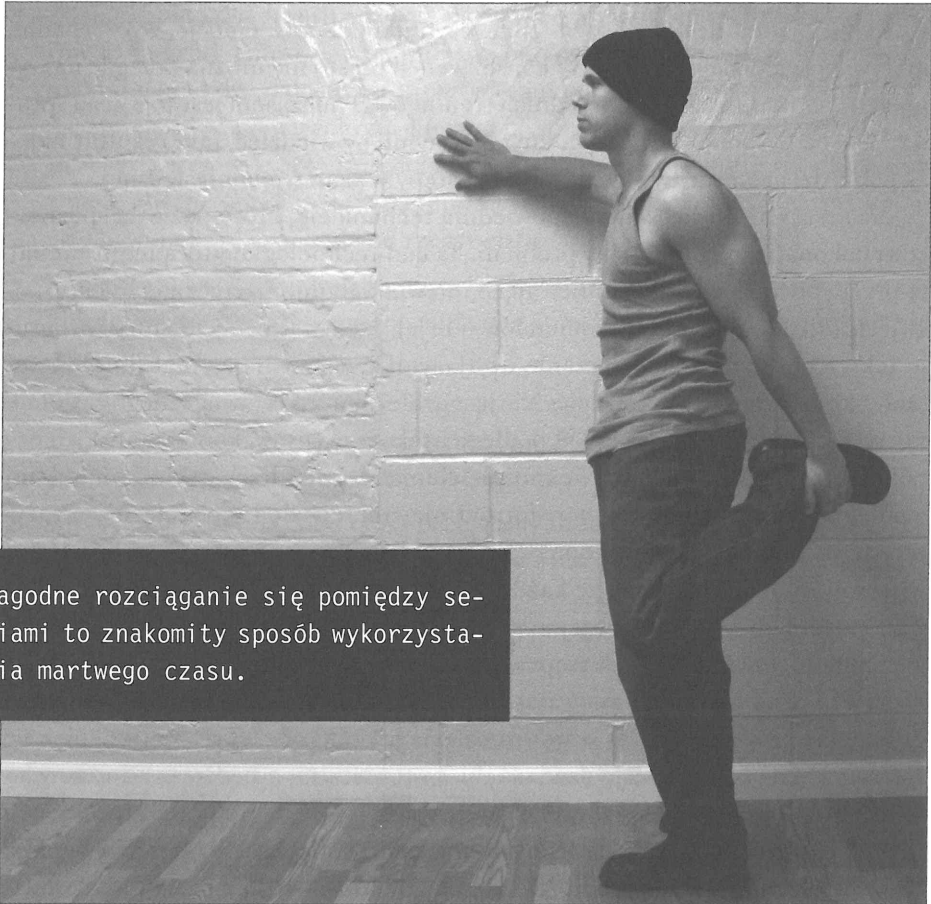 agodne rozciąganie się pomiędzy se-
iami to znakomity sposób wykorzysta-
ia martwego czasu.